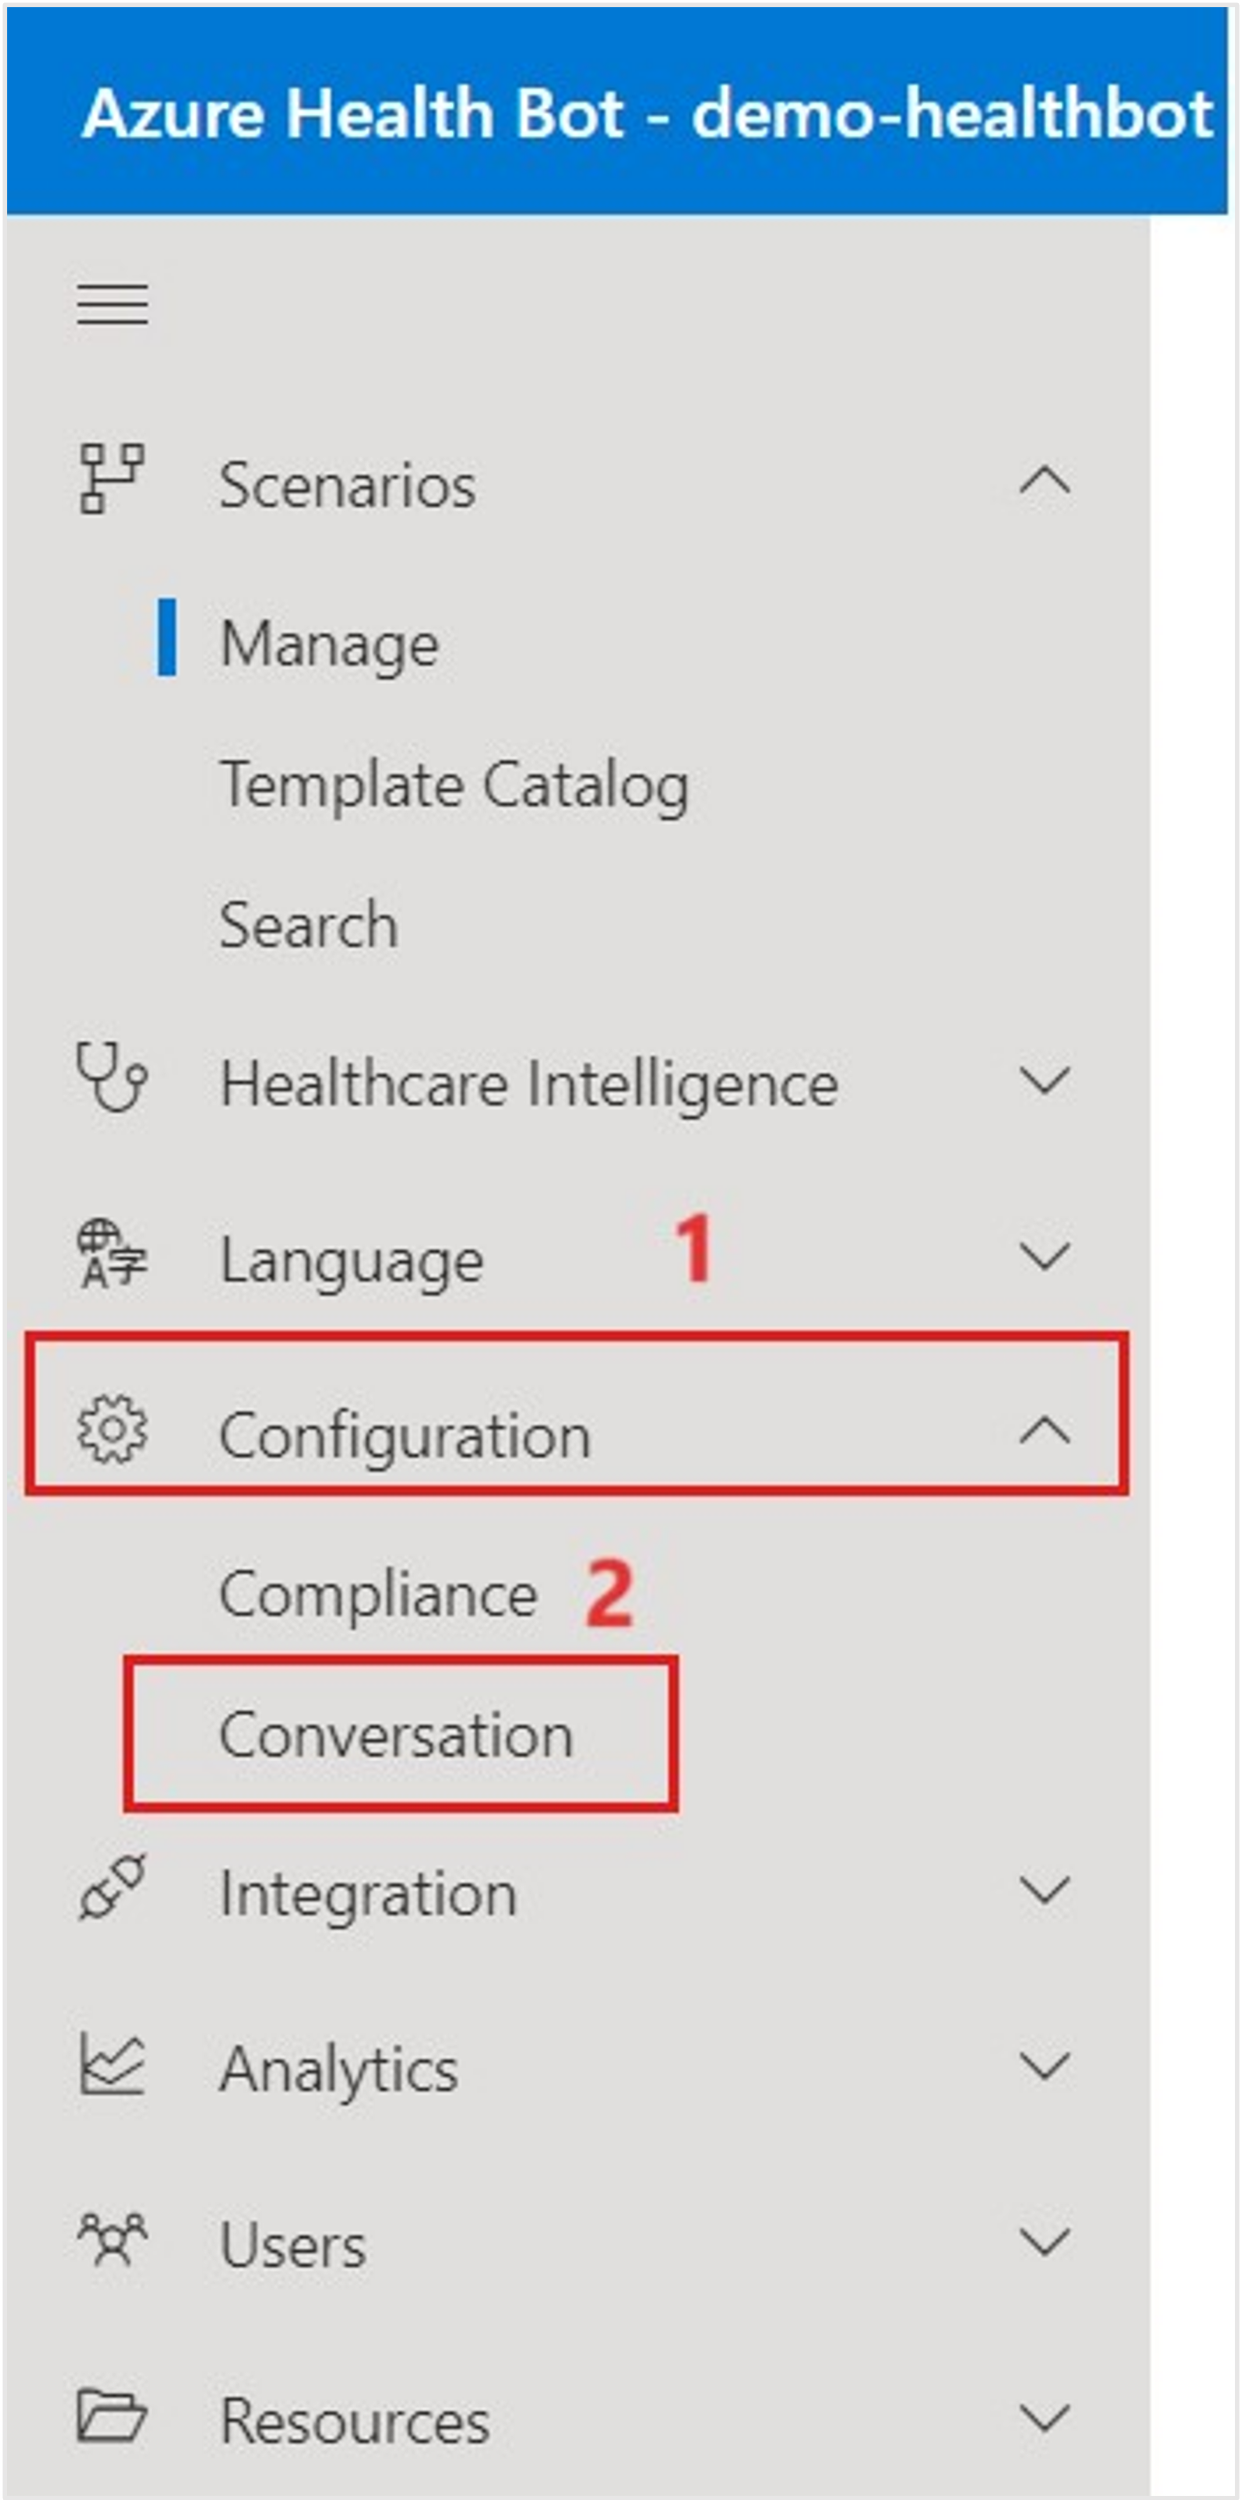 Azure Health Bot - demo-healthbot
Scenarios
Manage
Template Catalog
Search
Healthcare Intelligence
Language 1
Configuration
Compliance 2
Conversation
Integration
Analytics
Users
Resources